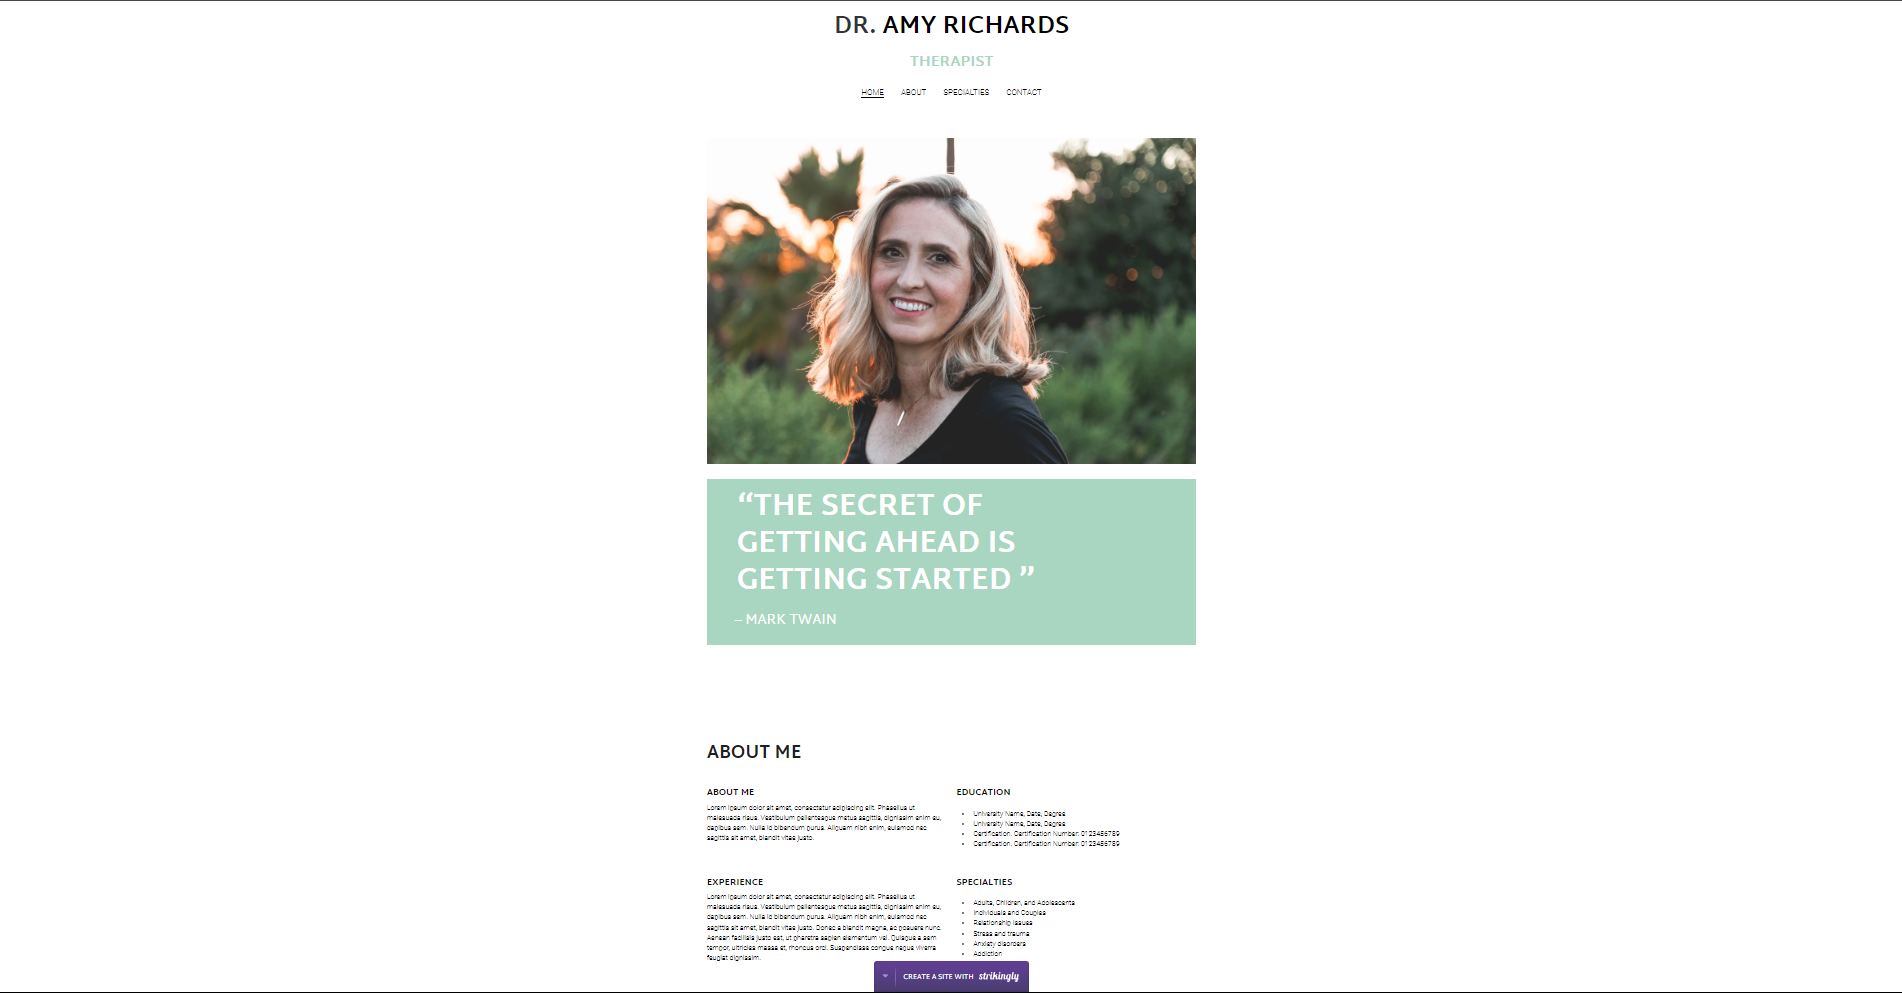 DR. AMY RICHARDS
THERAPIST
HOME ABOUT SPECIALTIES CONTACT
“THE SECRET OF
GETTING AHEAD IS
GETTING STARTED ”
– MARK TWAIN
ABOUT ME
ABOUT ME
Lorem ipsum dolor sit amet, consectetur adipiscing elit. Phasellus ut
malesuada risus. Vestibulum pellentesque metus sagittis, dignissim enim eu,
dapibus sem. Nulla id bibendum purus. Aliquam nibh enim, euismod nec
sagittis sit amet, blandit vitae justo.
EDUCATION
• University Name, Date, Degree
• University Name, Date, Degree
• Certification. Certification Number: 0123456789
• Certification. Certification Number: 0123456789
EXPERIENCE
Lorem ipsum dolor sit amet, consectetur adipiscing elit. Phasellus ut
malesuada risus. Vestibulum pellentesque metus sagittis, dignissim enim eu,
dapibus sem. Nulla id bibendum purus. Aliquam nibh enim, euismod nec
sagittis sit amet, blandit vitae justo. Donec a blandit magna, ac posuere nunc.
Aenean facilisis justo est, ut pharetra sapien elementum vel. Quisque a sem
tempor, ultricies massa et, rhoncus orci. Suspendisse congue neque viverra
feugiat dignissim.
SPECIALTIES
• Adults, Children, and Adolescents
• Individuals and Couples
• Relationship issues
• Stress and trauma
• Anxiety disorders
• Addiction
CREATE A SITE WITH strikingly